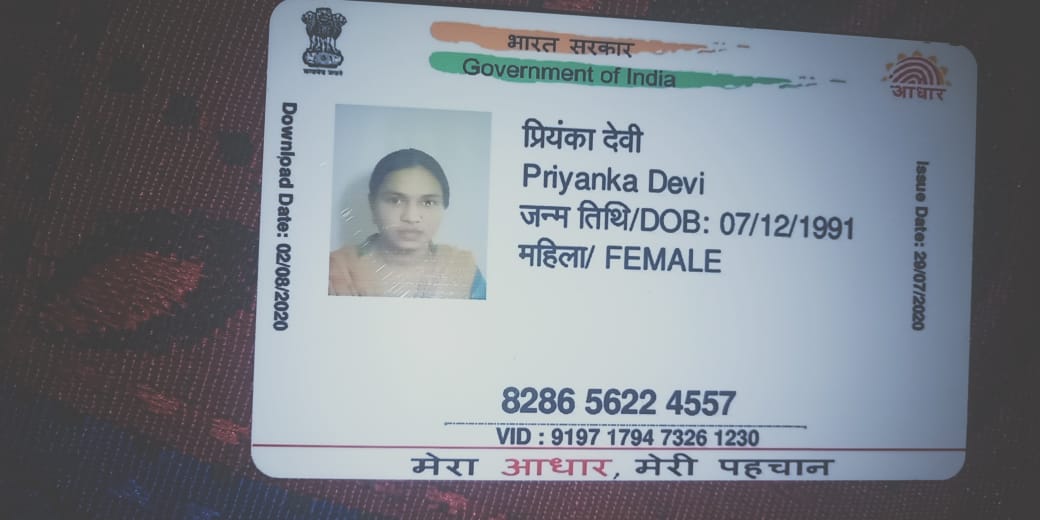 भारत सरकार
Government of India
सत्यमेव जयते
आधार
Download Date: 02/08/2020
Issue Date: 29/07/2020
प्रियंका देवी
Priyanka Devi
जन्म तिथि/DOB: 07/12/1991
महिला/ FEMALE
8286 5622 4557
VID : 9197 1794 7326 1230
मेरा आधार, मेरी पहचान